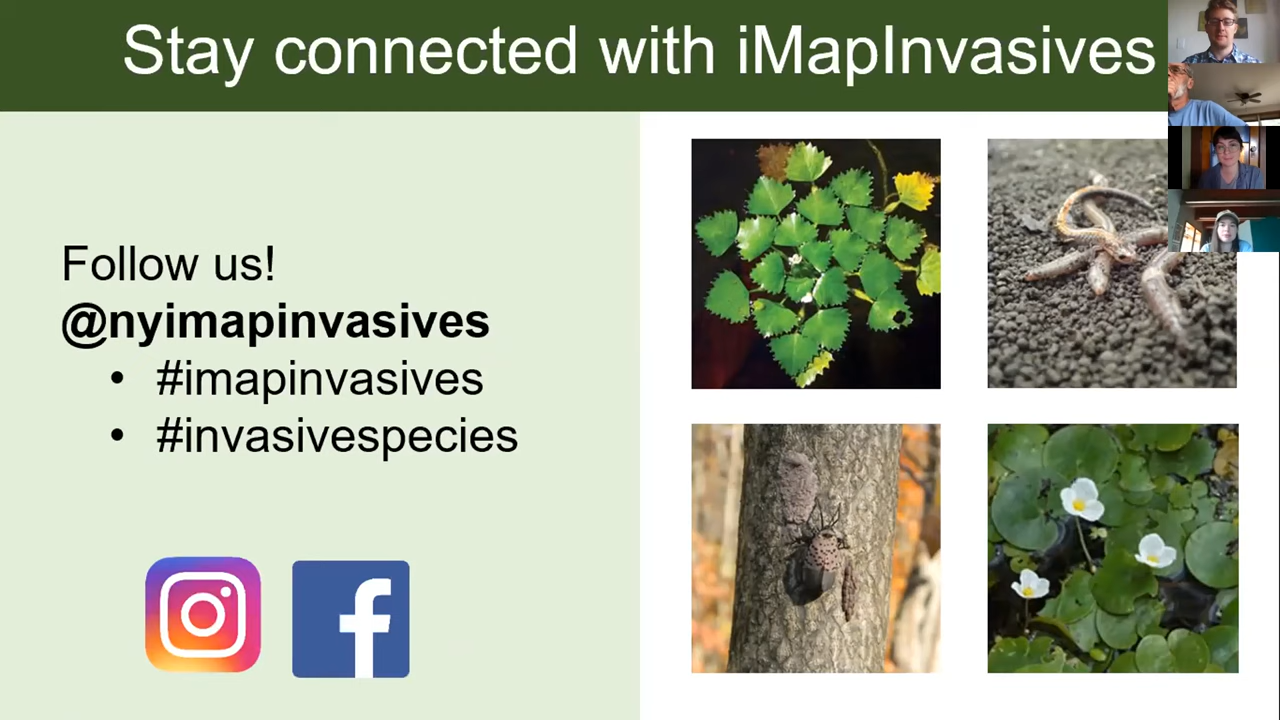 Stay connected with iMapInvasives
Follow us!
@nyimapinvasives
• #imapinvasives
• #invasivespecies